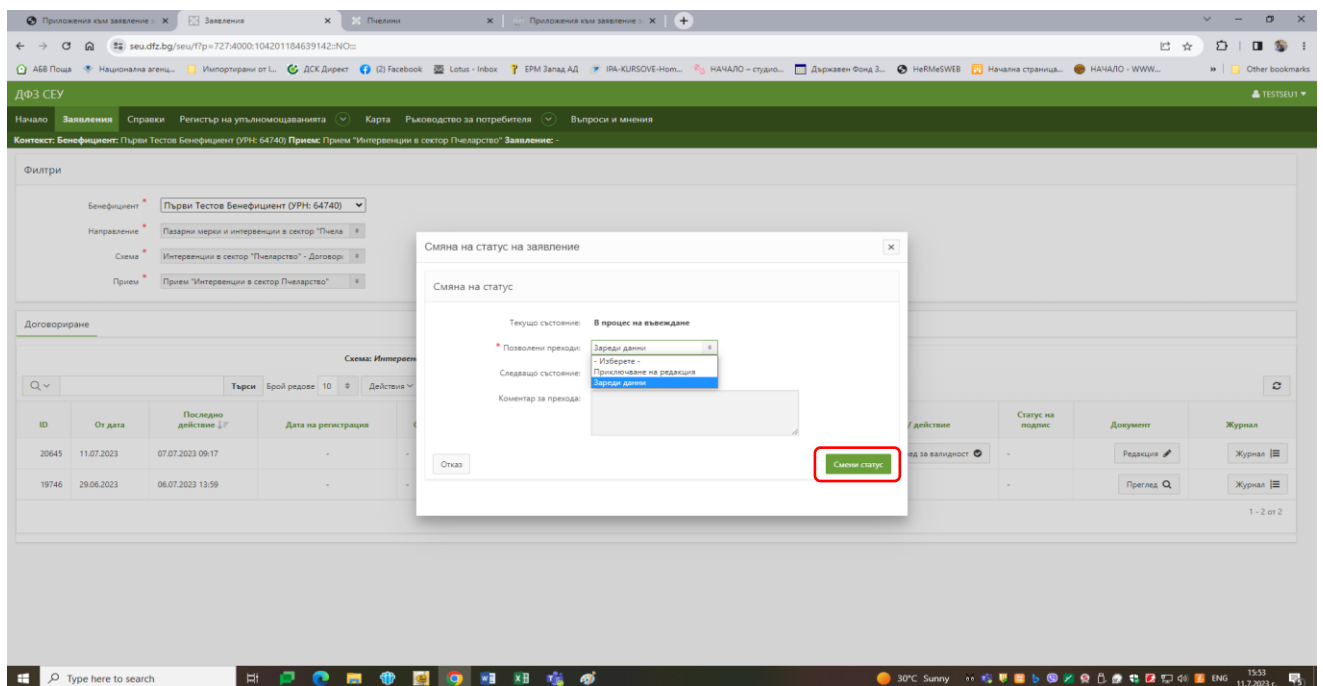 Приложения към заявление
Заявления
Пчелини
Приложения към заявление
seu.dfz.bg/seu/f?p=727:4000:104201184639142::NO:::
АБВ Поща
Национална агенц...
Импортирани от I...
ДСК Директ
(2) Facebook
Lotus - Inbox
ЕРМ Запад АД
IPA-KURSOVE-Hom...
НАЧАЛО – студио...
Държавен Фонд З...
HeRMeSWEB
Начална страница...
НАЧАЛО - WWW...
»
Other bookmarks
ДФЗ СЕУ
TESTSEU1
Начало Заявления Справки Регистър на упълномощаванията Карта Ръководство за потребителя Въпроси и мнения
Контекст: Бенефициент: Първи Тестов Бенефициент (УРН: 64740) Прием: Прием "Интервенции в сектор Пчеларство" Заявление: -
Филтри
Бенефициент * Първи Тестов Бенефициент (УРН: 64740)
Направление * Пазарни мерки и интервенции в сектор "Пчела
Схема * Интервенции в сектор "Пчеларство" - Договор
Прием * Прием "Интервенции в сектор Пчеларство"
Смяна на статус на заявление
Смяна на статус
Текущо състояние: В процес на въвеждане
* Позволени преходи: Зареди данни
- Изберете -
Следващо състояние: Приключване на редакция
Зареди данни
Коментар за прехода:
Отказ
Смени статус
Договориране
Схема: Интервен
Търси Брой редове 10 Действия
ID От дата Последно действие Дата на регистрация / действие Статус на подпис Документ Журнал
20645 11.07.2023 07.07.2023 09:17 - - ед за валидност - Редакция Журнал
19746 29.06.2023 06.07.2023 13:59 - - - Преглед Журнал
1 - 2 от 2
Type here to search
30°C Sunny
ENG
15:53
11.7.2023 г.